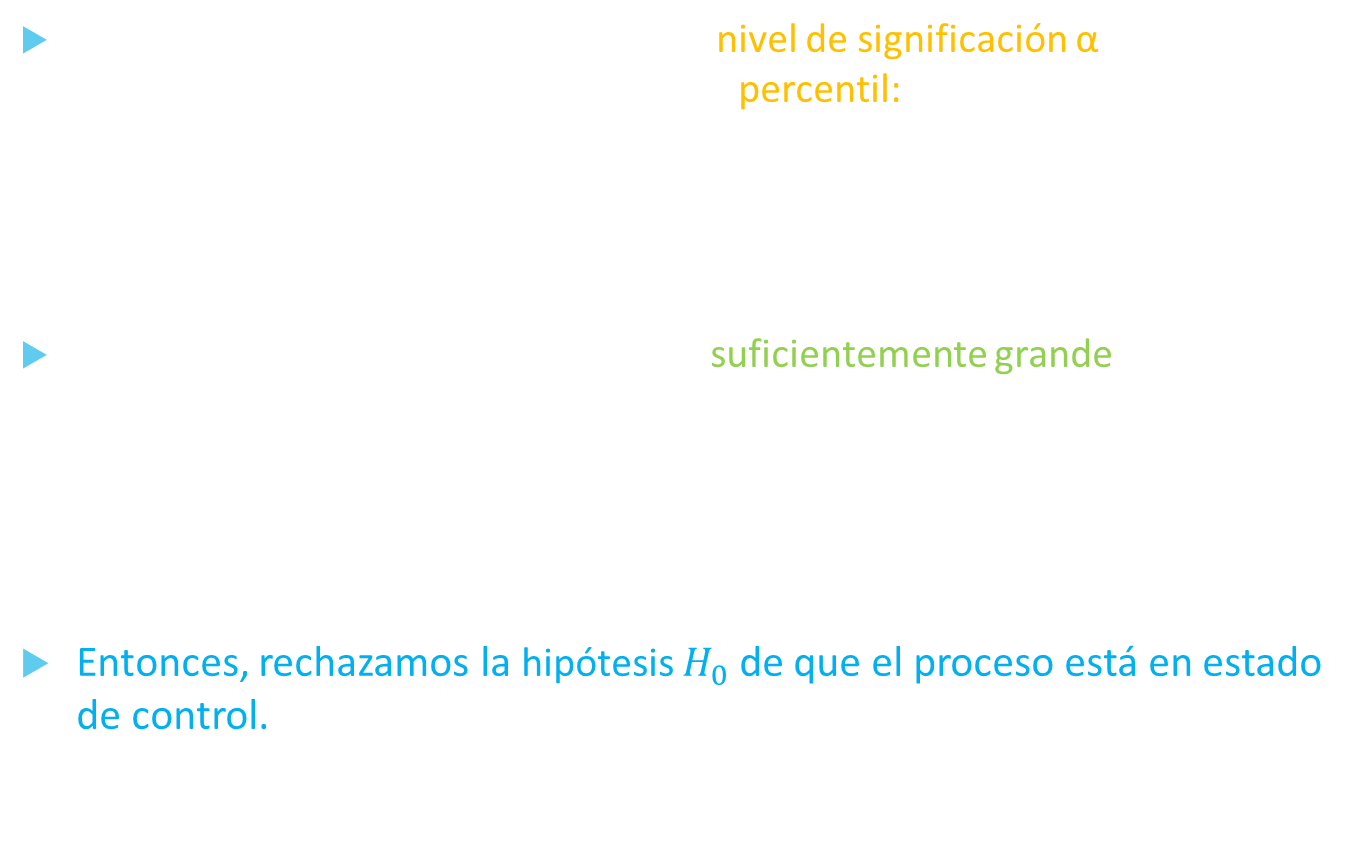 nivel de significación α
percentil:
suficientemente grande
Entonces, rechazamos la hipótesis H₀ de que el proceso está en estado
de control.